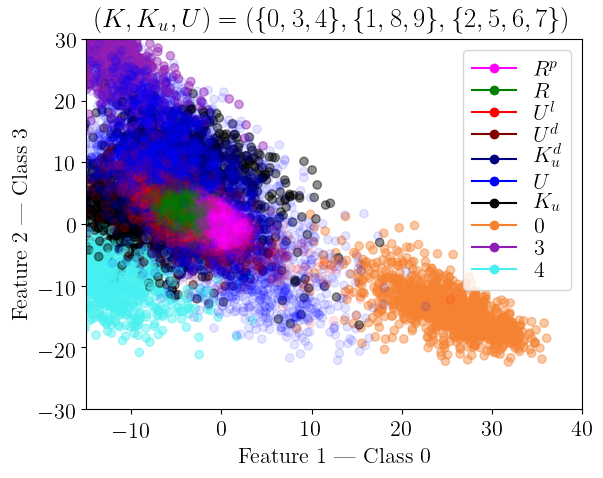 (K, K_u, U) = ({0, 3, 4}, {1, 8, 9}, {2, 5, 6, 7})
30
20
10
0
−10
−20
−30
Feature 2 — Class 3
R^p
R
U^l
U^d
K_u^d
U
K_u
0
3
4
−10
0
10
20
30
40
Feature 1 — Class 0